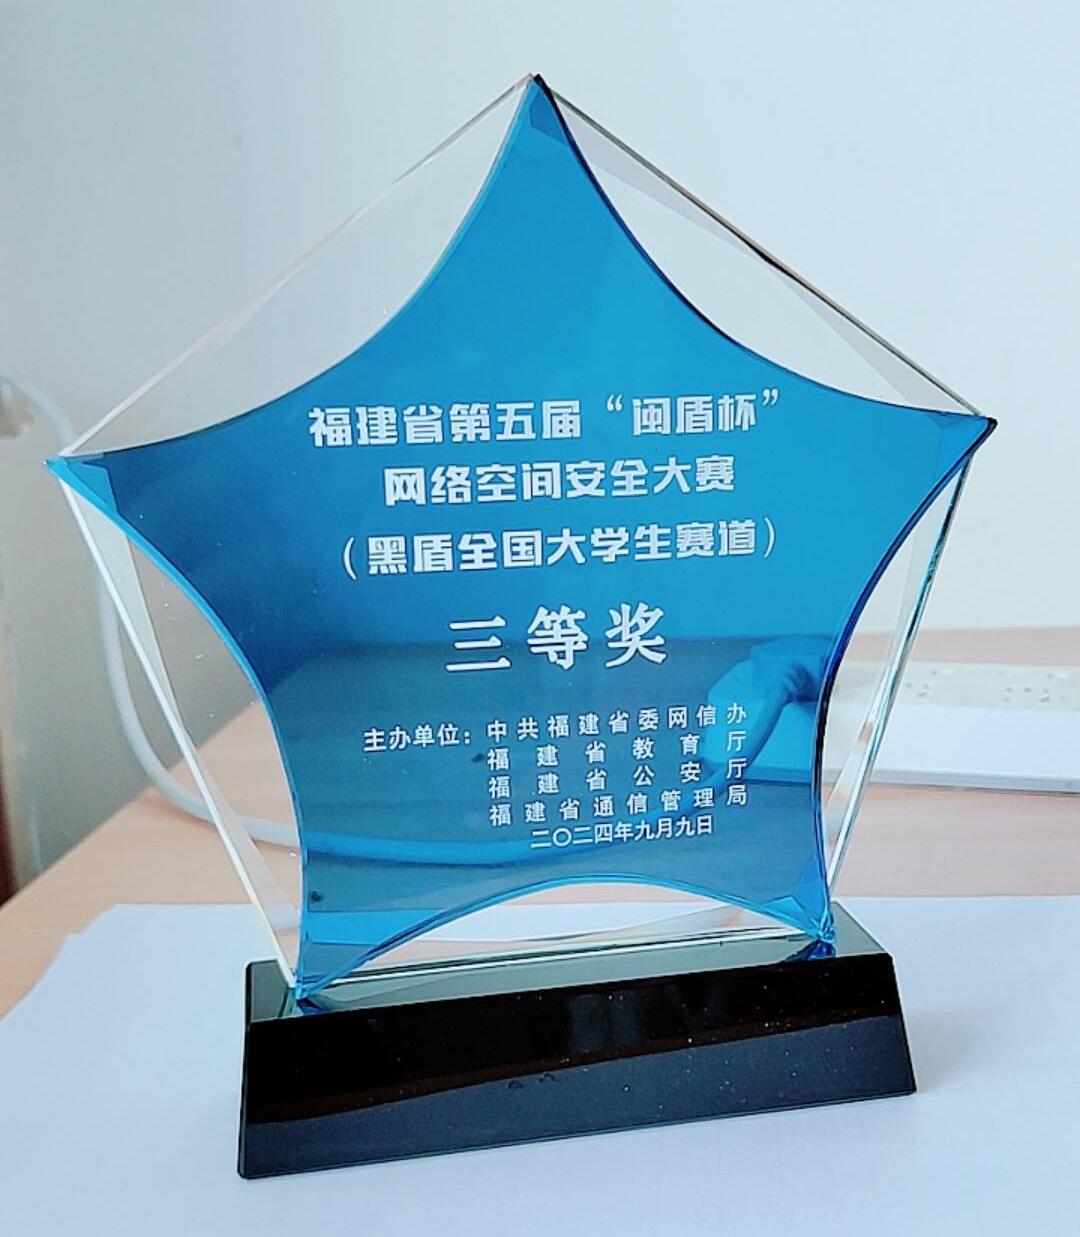 福建省第五届“闽盾杯”
网络空间安全大赛
（黑盾全国大学生赛道）
三等奖
主办单位：中共福建省委网信办
福建省教育厅
福建省公安厅
福建省通信管理局
二〇二四年九月九日